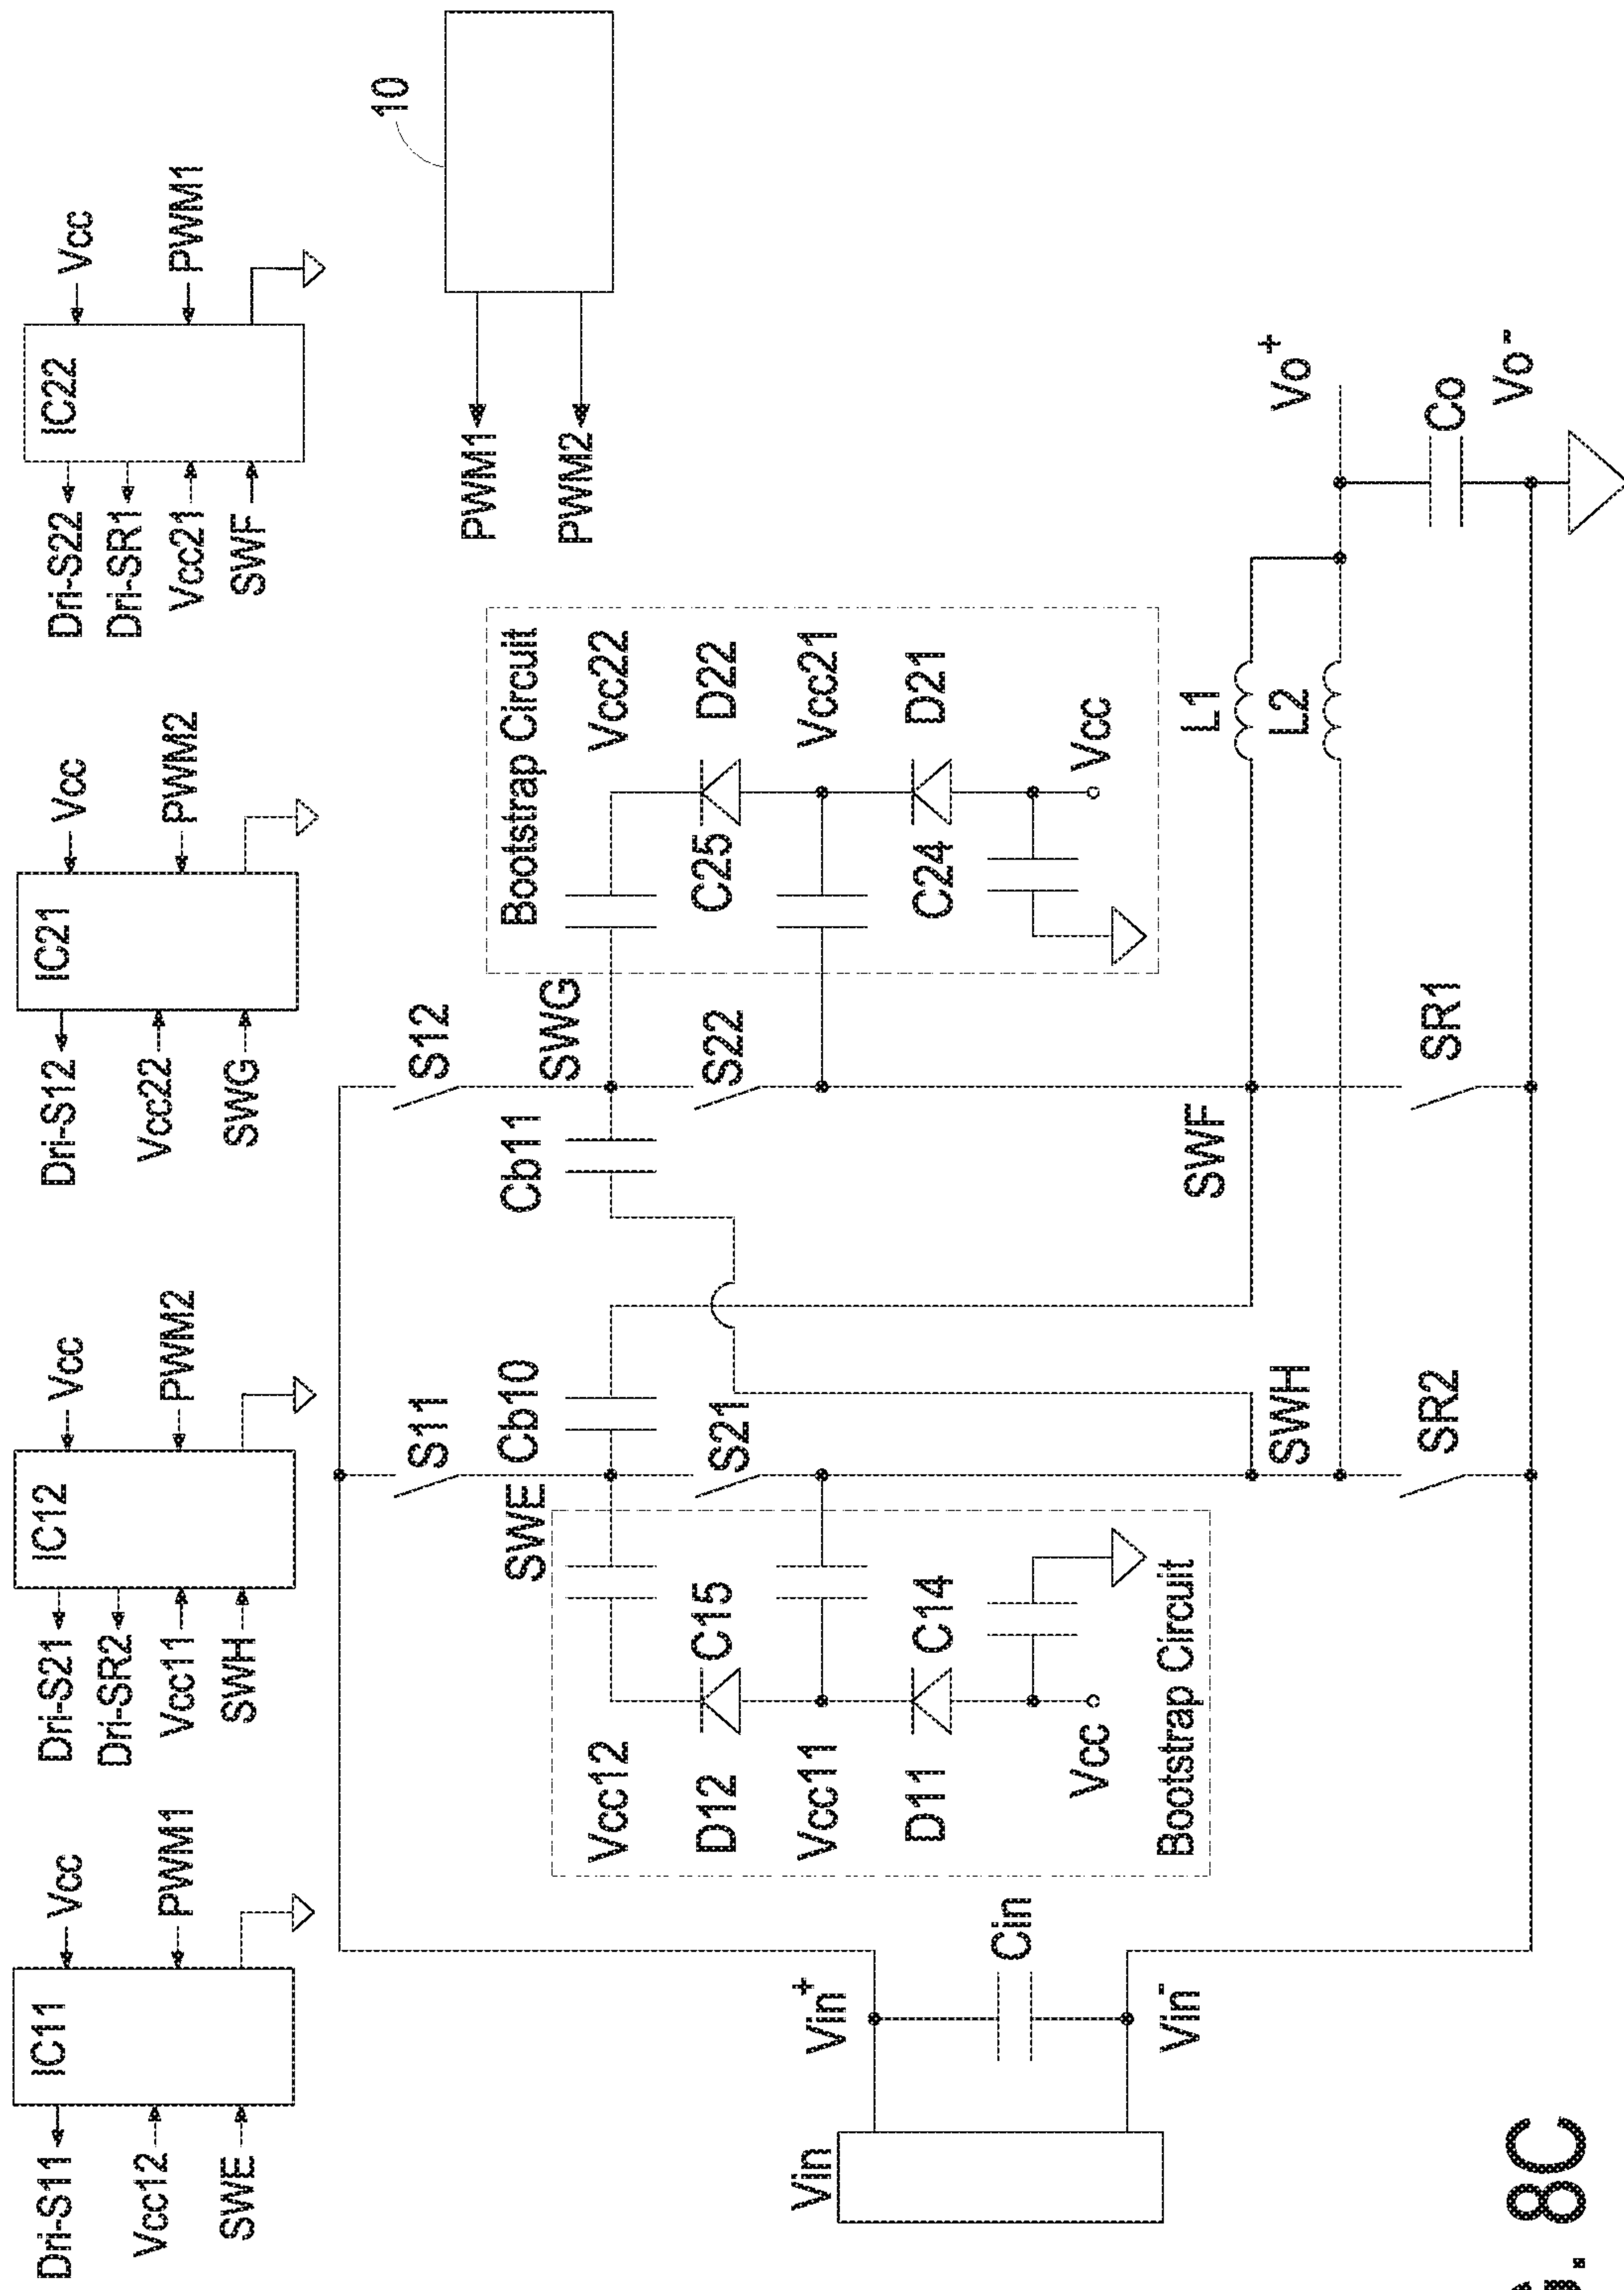 IC11
Dri-S11
Vcc12
SWE
Vcc
PWM1
IC12
Dri-S21
Dri-SR2
Vcc11
SWH
Vcc
PWM2
IC21
Dri-S12
Vcc22
SWG
Vcc
PWM2
IC22
Dri-S22
Dri-SR1
Vcc21
SWF
Vcc
PWM1
10
PWM1
PWM2
S11
S12
SWE
Cb10
Cb11
SWG
Bootstrap Circuit
Vcc12
Vcc22
D12
C15
S21
S22
C25
D22
Vcc11
Vcc21
D11
C14
C24
D21
Vcc
Vcc
Bootstrap Circuit
Vin
Vin+
Cin
Vin-
SWF
SWH
L1
L2
Vo+
SR2
SR1
Co
Vo-
G. 8C